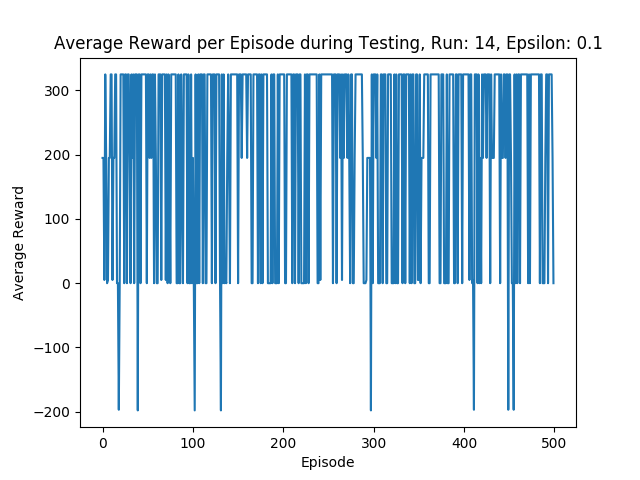 Average Reward per Episode during Testing, Run: 14, Epsilon: 0.1
Average Reward
300
200
100
0
−100
−200
0 100 200 300 400 500
Episode